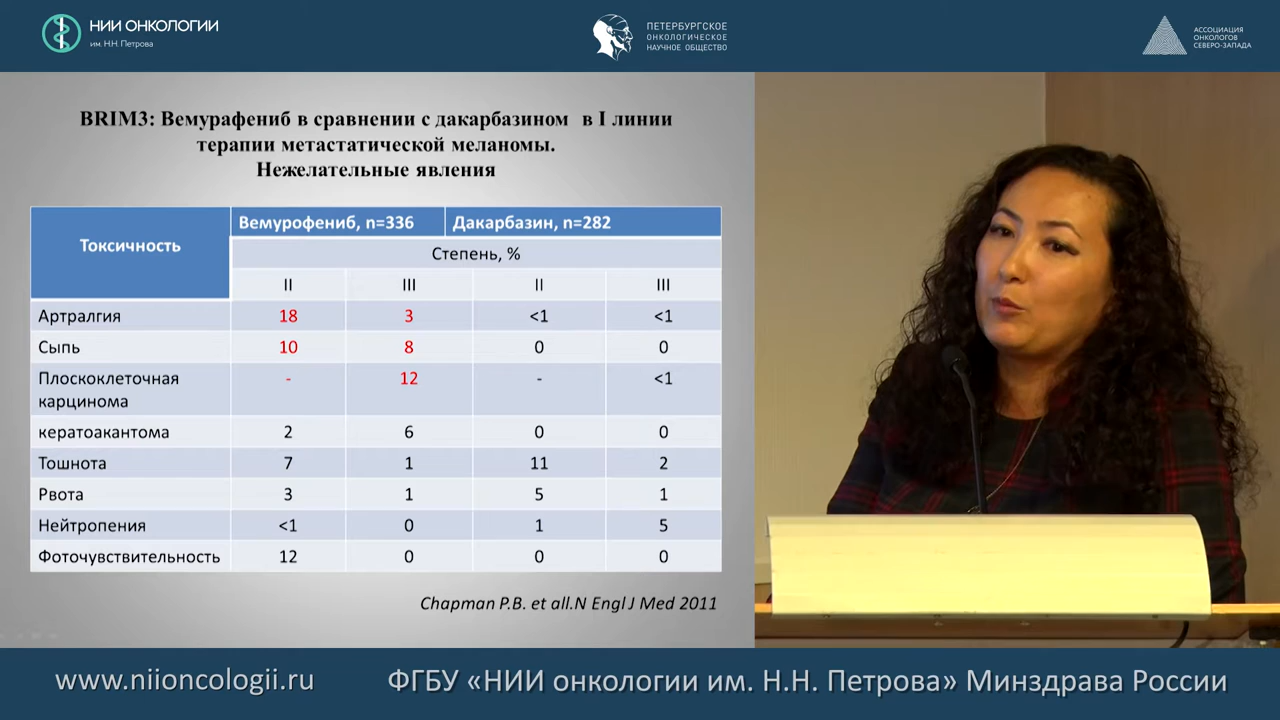 НИИ ОНКОЛОГИИ
им. Н.Н. Петрова
ПЕТЕРБУРГСКОЕ
ОНКОЛОГИЧЕСКОЕ
НАУЧНОЕ ОБЩЕСТВО
АССОЦИАЦИЯ
ОНКОЛОГОВ
СЕВЕРО-ЗАПАДА
BRIM3: Вемурафениб в сравнении с дакарбазином в I линии
терапии метастатической меланомы.
Нежелательные явления
Токсичность Вемурофениб, n=336 Дакарбазин, n=282
Степень, %
II III II III
Артралгия 18 3 <1 <1
Сыпь 10 8 0 0
Плоскоклеточная - 12 - <1
карцинома
кератоакантома 2 6 0 0
Тошнота 7 1 11 2
Рвота 3 1 5 1
Нейтропения <1 0 1 5
Фоточувствительность 12 0 0 0
Chapman P.B. et all.N Engl J Med 2011
www.niioncologii.ru ФГБУ «НИИ онкологии им. Н.Н. Петрова» Минздрава России